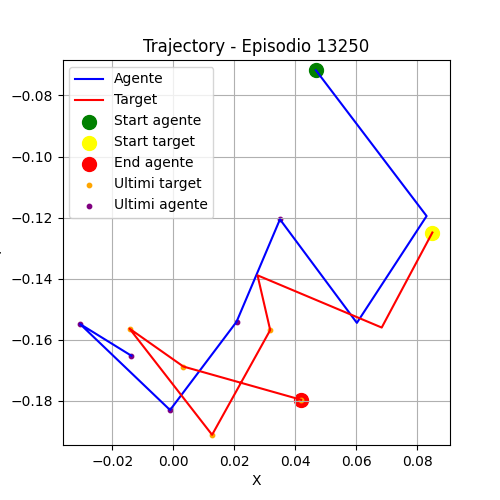 Trajectory - Episodio 13250
Agente
Target
Start agente
Start target
End agente
Ultimi target
Ultimi agente
−0.08
−0.10
−0.12
−0.14
−0.16
−0.18
−0.02
0.00
0.02
0.04
0.06
0.08
X